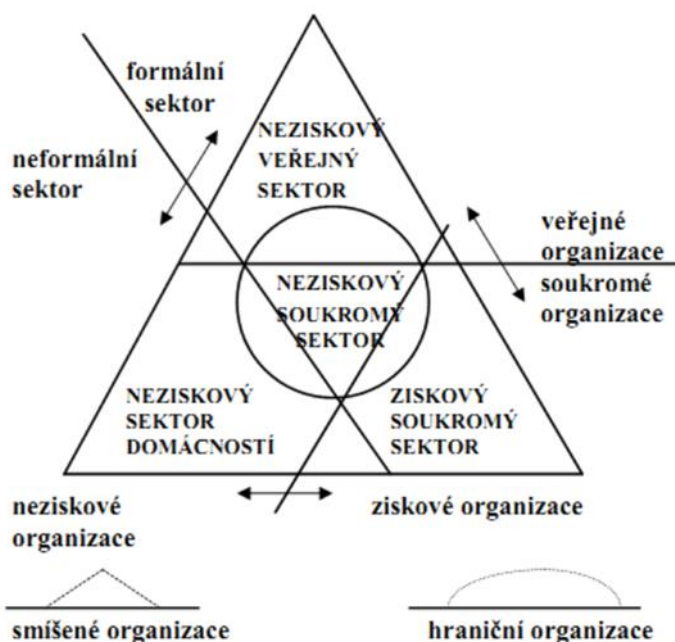 formální
sektor
neformální
sektor
NEZISKOVÝ
VEŘEJNÝ
SEKTOR
veřejné
organizace
soukromé
organizace
NEZISKOVÝ
SOUKROMÝ
SEKTOR
NEZISKOVÝ
SEKTOR
DOMÁCNOSTÍ
ZISKOVÝ
SOUKROMÝ
SEKTOR
neziskové
organizace
ziskové organizace
smíšené organizace
hraniční organizace